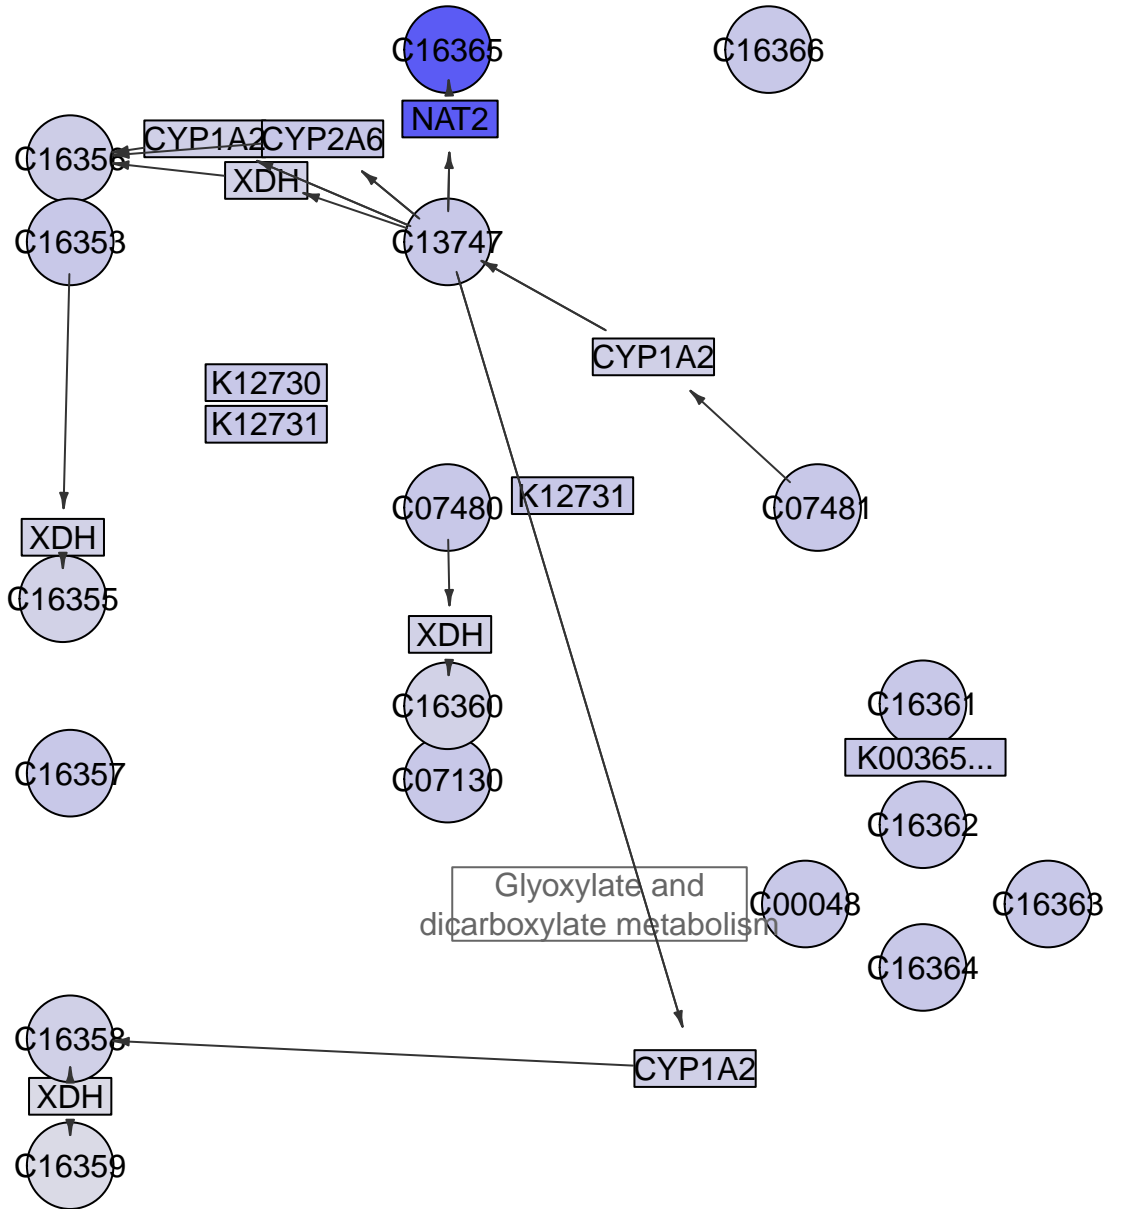 C16365
C16366
NAT2
CYP1A2
CYP2A6
C16356
XDH
C16353
C13747
CYP1A2
K12730
K12731
K12731
C07480
C07481
XDH
C16355
XDH
C16360
C16361
K00365...
C16357
C07130
C16362
Glyoxylate and
dicarboxylate metabolism
C00048
C16363
C16364
C16358
CYP1A2
XDH
C16359